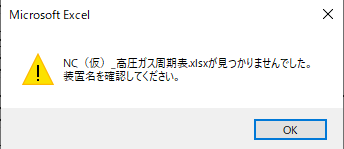 Microsoft Excel
NC（仮）_高圧ガス周期表.xlsxが見つかりませんでした。
装置名を確認してください。
OK